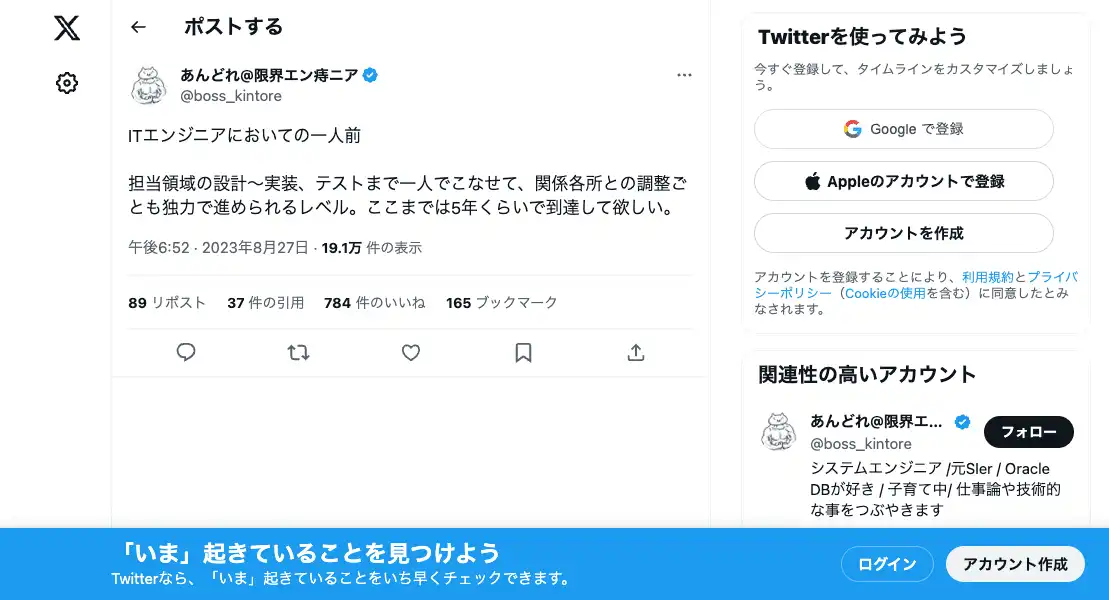 ポストする
あんどれ@限界エン痔ニア
@boss_kintore
ITエンジニアにおいての一人前
担当領域の設計〜実装、テストまで一人でこなせて、関係各所との調整ご
とも独力で進められるレベル。ここまでは5年くらいで到達して欲しい。
午後6:52 · 2023年8月27日 · 19.1万 件の表示
89 リポスト 37 件の引用 784 件のいいね 165 ブックマーク
Twitterを使ってみよう
今すぐ登録して、タイムラインをカスタマイズしましょ
う。
Google で登録
Appleのアカウントで登録
アカウントを作成
アカウントを登録することにより、利用規約とプライバ
シーポリシー（Cookieの使用を含む）に同意したとみ
なされます。
関連性の高いアカウント
あんどれ@限界エ...
@boss_kintore
フォロー
システムエンジニア /元SIer / Oracle
DBが好き / 子育て中/ 仕事論や技術的
な事をつぶやきます
「いま」起きていることを見つけよう
Twitterなら、「いま」起きていることをいち早くチェックできます。
ログイン
アカウント作成